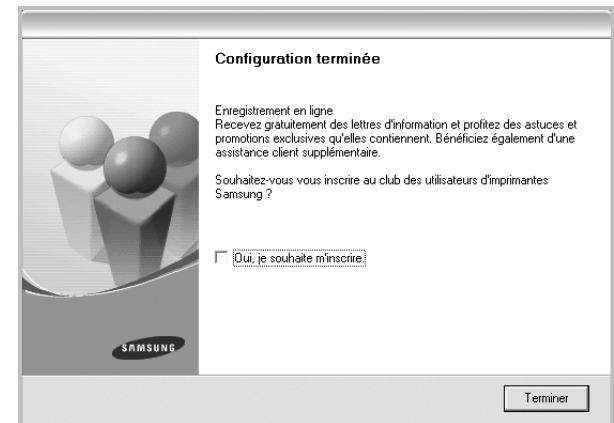 Configuration terminée
Enregistrement en ligne
Recevez gratuitement des lettres d'information et profitez des astuces et
promotions exclusives qu'elles contiennent. Bénéficiez également d'une
assistance client supplémentaire.
Souhaitez-vous vous inscrire au club des utilisateurs d'imprimantes
Samsung ?
Oui, je souhaite m'inscrire.
SAMSUNG
Terminer